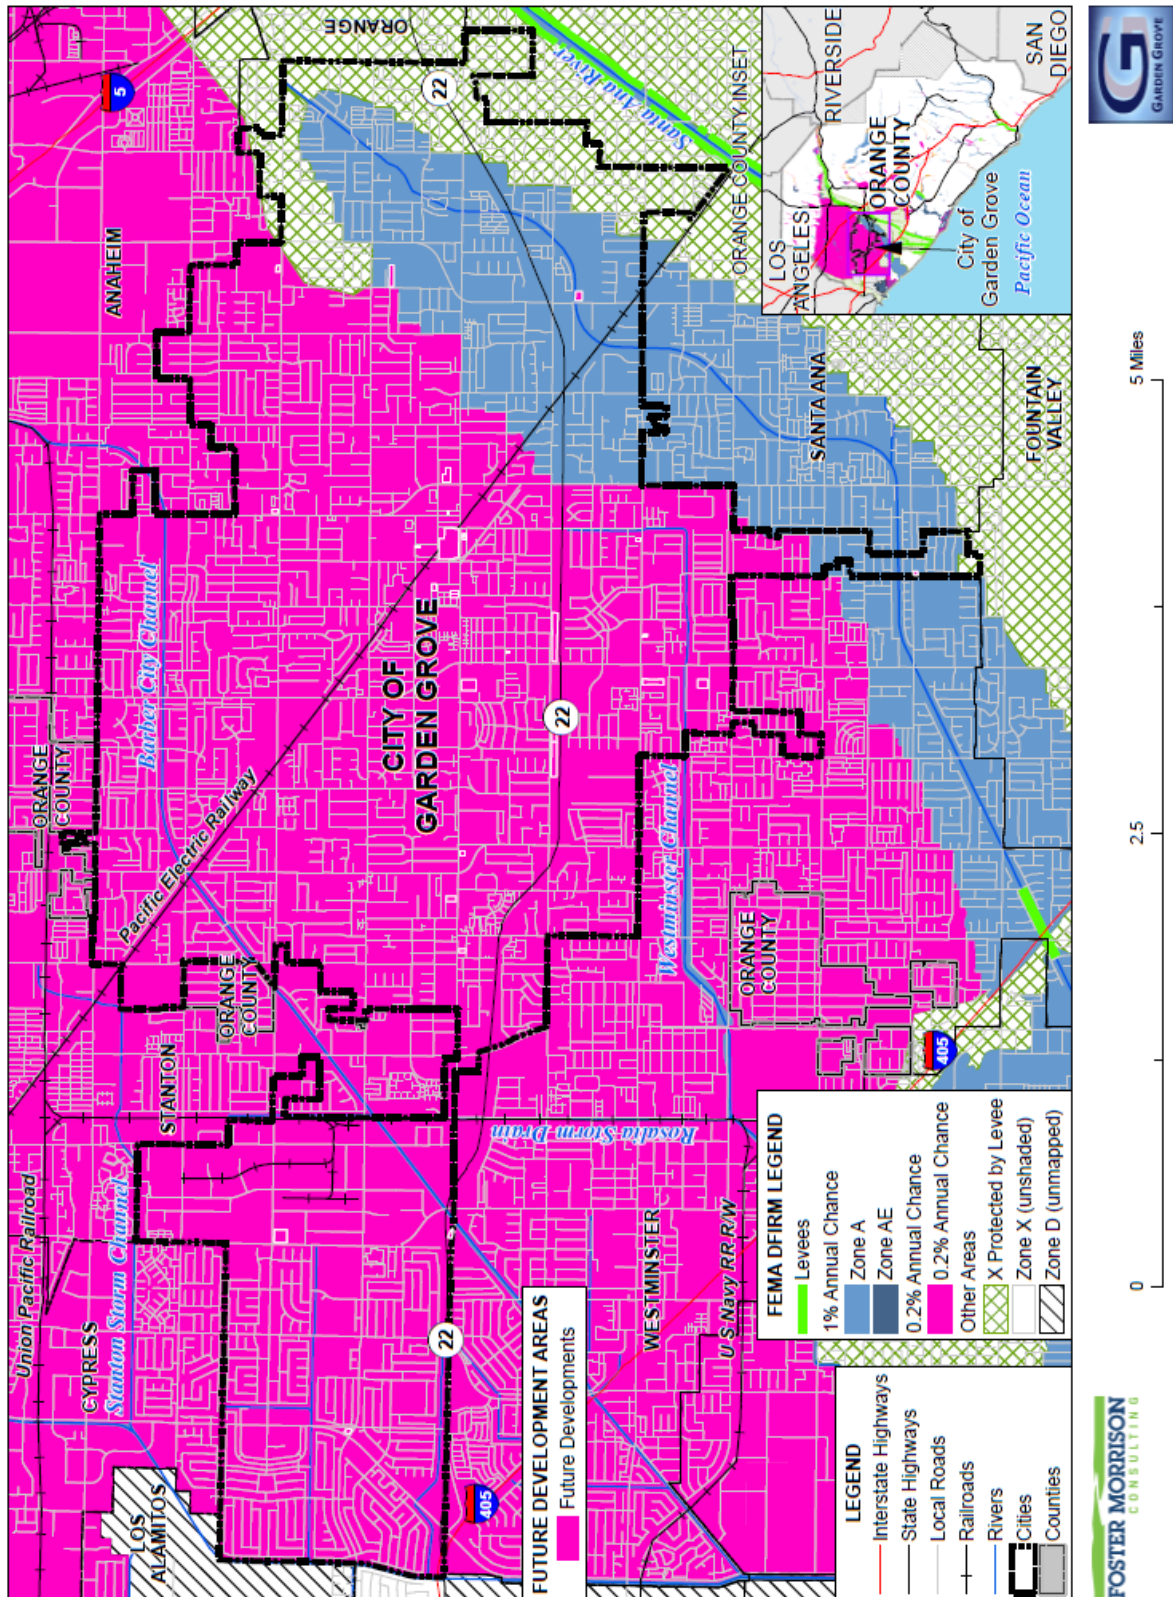 Union Pacific Railroad
CYPRESS
Stanton Storm Channel
LOS
ALAMITOS
STANTON
ORANGE
COUNTY
ORANGE
COUNTY
Barber City Channel
Pacific Electric Railway
ANAHEIM
5
ORANGE
22
Santa Ana River
CITY OF
GARDEN GROVE
22
22
405
Rosalia Storm Drain
Westminster Channel
WESTMINSTER
US Navy RR R/W
ORANGE
COUNTY
405
SANTA ANA
FOUNTAIN
VALLEY
FUTURE DEVELOPMENT AREAS
Future Developments
LEGEND
Interstate Highways
State Highways
Local Roads
Railroads
Rivers
Cities
Counties
FEMA DFIRM LEGEND
Levees
1% Annual Chance
Zone A
Zone AE
0.2% Annual Chance
0.2% Annual Chance
Other Areas
X Protected by Levee
Zone X (unshaded)
Zone D (unmapped)
ORANGE COUNTY INSET
LOS
ANGELES
RIVERSIDE
ORANGE
COUNTY
SAN
DIEGO
City of
Garden Grove
Pacific Ocean
FOSTER MORRISON
CONSULTING
0
2.5
5 Miles
G
GARDEN GROVE